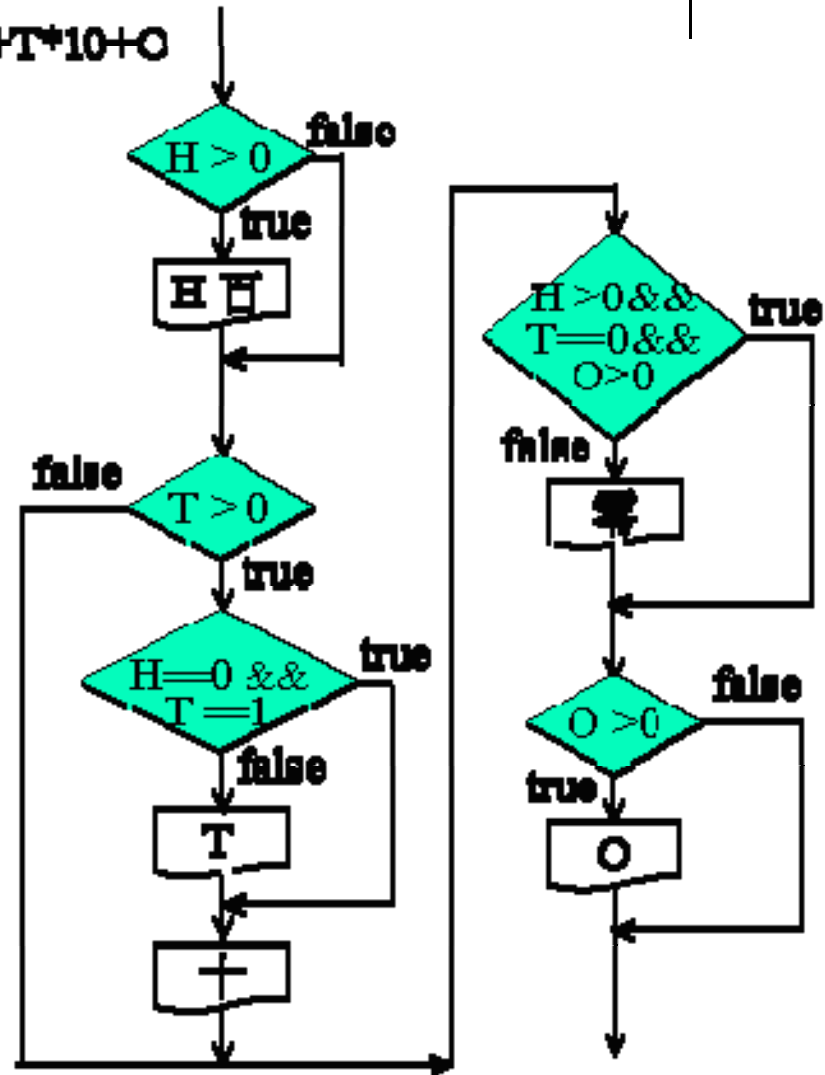 +T*10+O
H > 0
false
true
H 百
T > 0
false
true
H==0 &&
T ==1
true
false
T
十
H >0&&
T==0&&
O>0
true
false
O >0
false
true
O